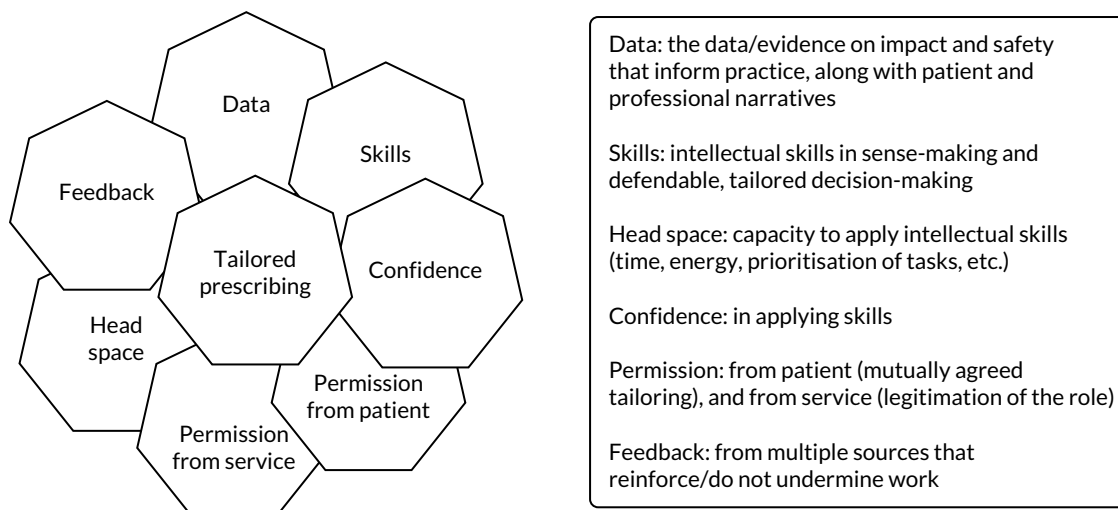 Data
Skills
Feedback
Tailored
prescribing
Confidence
Head
space
Permission
from patient
Permission
from service
Data: the data/evidence on impact and safety
that inform practice, along with patient and
professional narratives
Skills: intellectual skills in sense-making and
defendable, tailored decision-making
Head space: capacity to apply intellectual skills
(time, energy, prioritisation of tasks, etc.)
Confidence: in applying skills
Permission: from patient (mutually agreed
tailoring), and from service (legitimation of the role)
Feedback: from multiple sources that
reinforce/do not undermine work